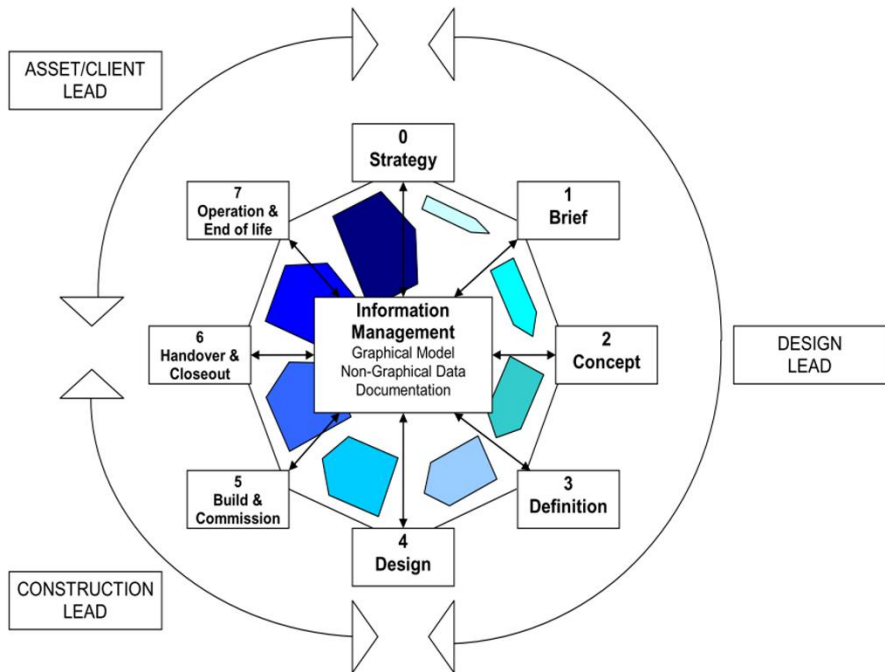 ASSET/CLIENT
LEAD
0
Strategy
1
Brief
2
Concept
3
Definition
4
Design
5
Build &
Commission
6
Handover &
Closeout
7
Operation &
End of life
Information
Management
Graphical Model
Non-Graphical Data
Documentation
DESIGN
LEAD
CONSTRUCTION
LEAD